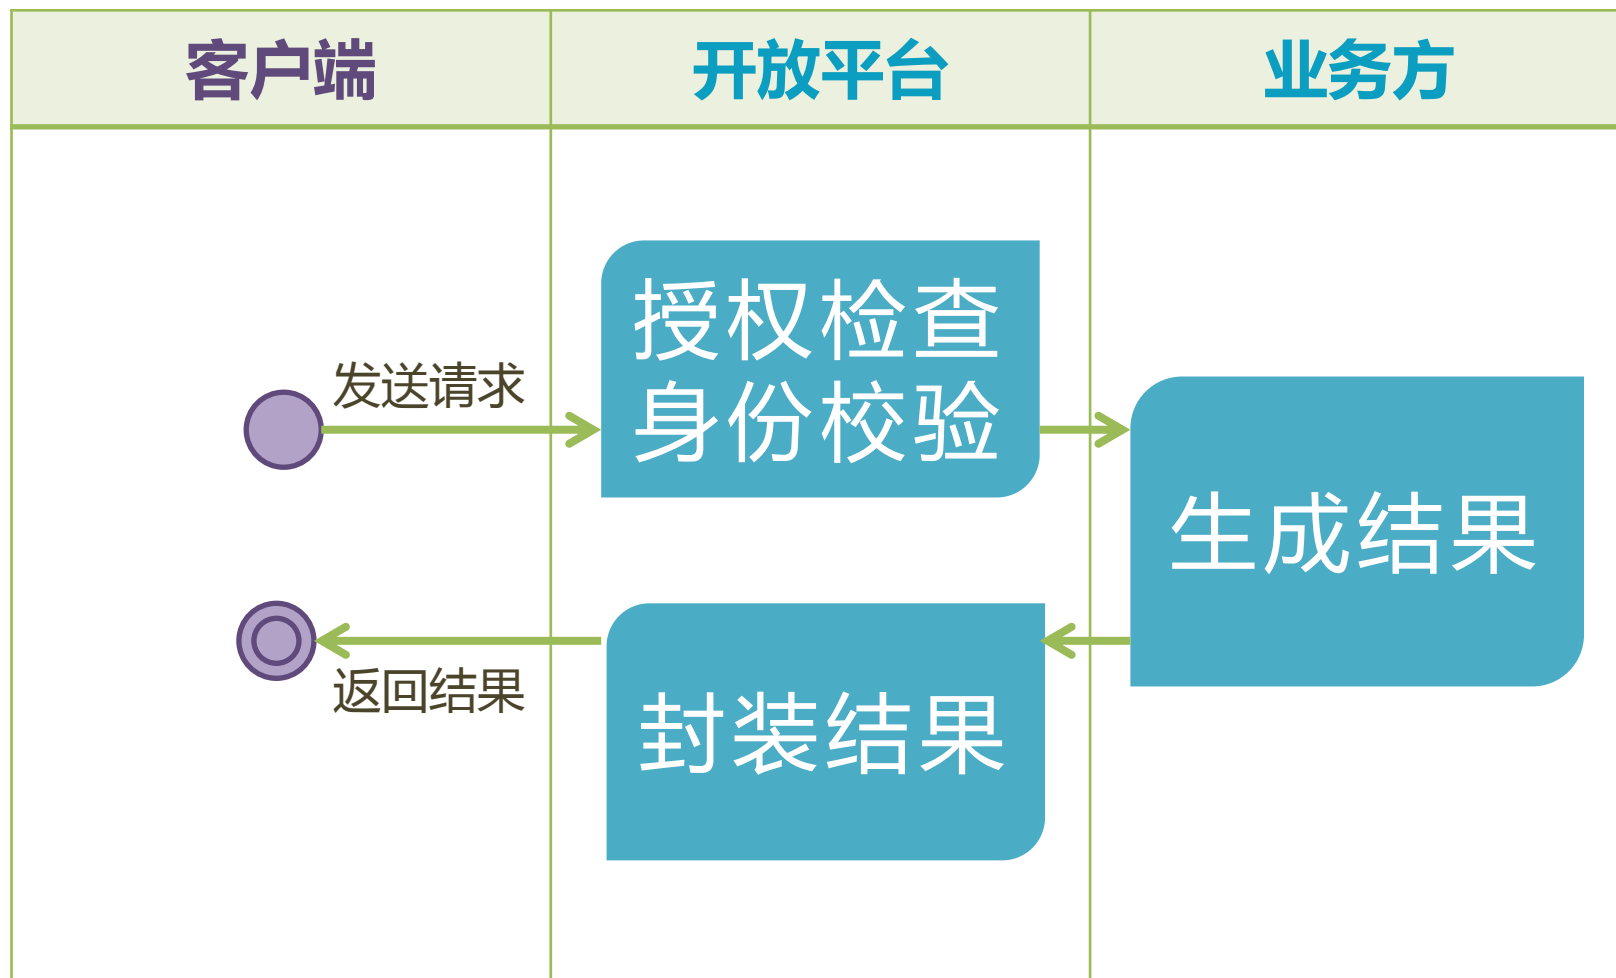 客户端
开放平台
业务方
发送请求
授权检查
身份校验
生成结果
返回结果
封装结果